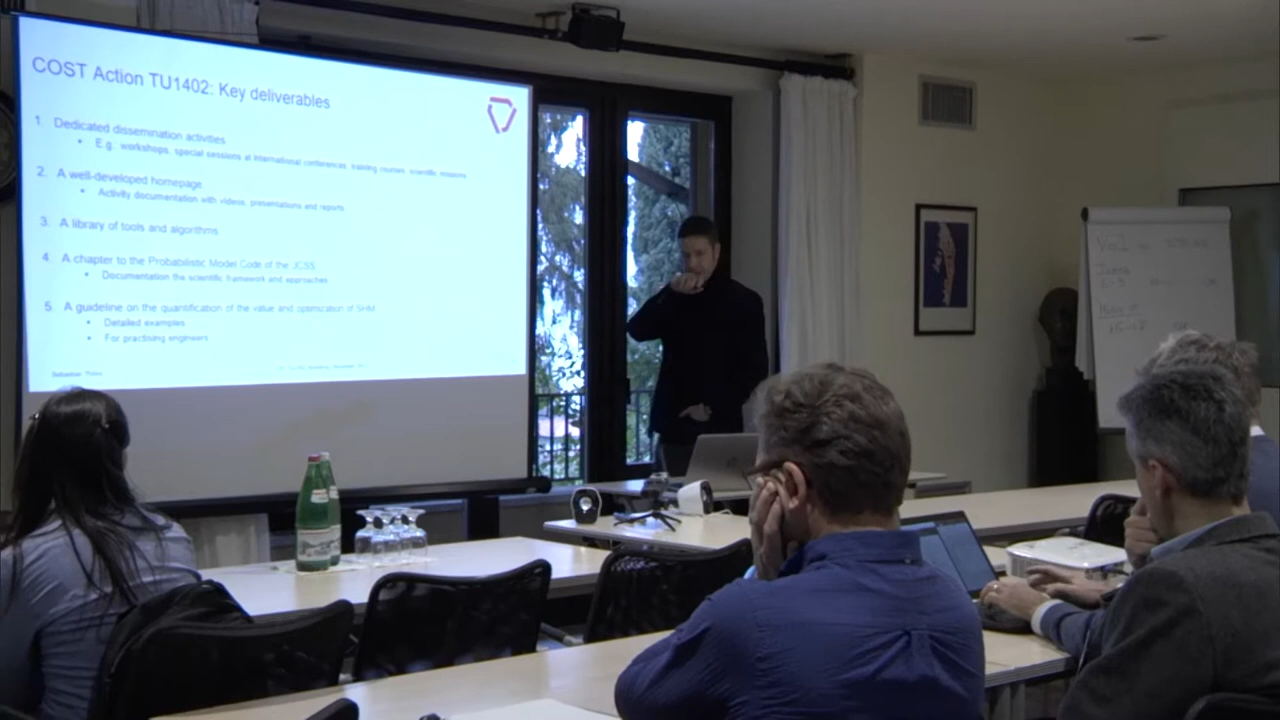 COST Action TU1402: Key deliverables
1. Dedicated dissemination activities
• E.g.: workshops, special sessions at international conferences, training courses, scientific missions
2. A well-developed homepage
• Activity documentation with videos, presentations and reports
3. A library of tools and algorithms
4. A chapter to the Probabilistic Model Code of the JCSS
• Documentation the scientific framework and approaches
5. A guideline on the quantification of the value and optimization of SHM
• Detailed examples
• For practising engineers
Sebastian Thöns